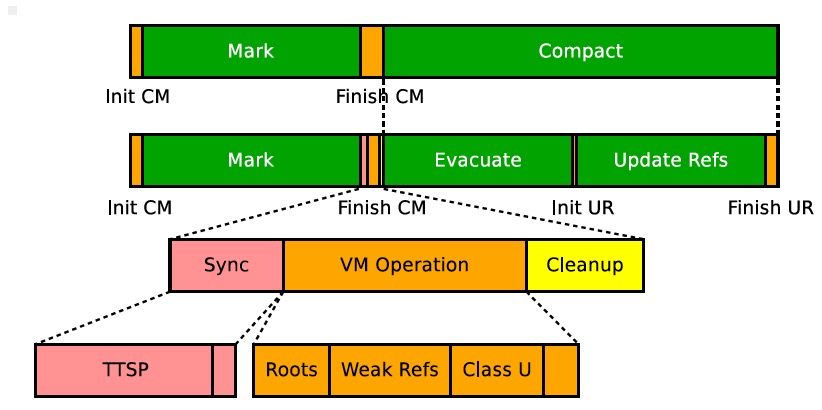 Mark Compact
Init CM Finish CM
Mark Evacuate Update Refs
Init CM Finish CM Init UR Finish UR
Sync VM Operation Cleanup
TTSP Roots Weak Refs Class U